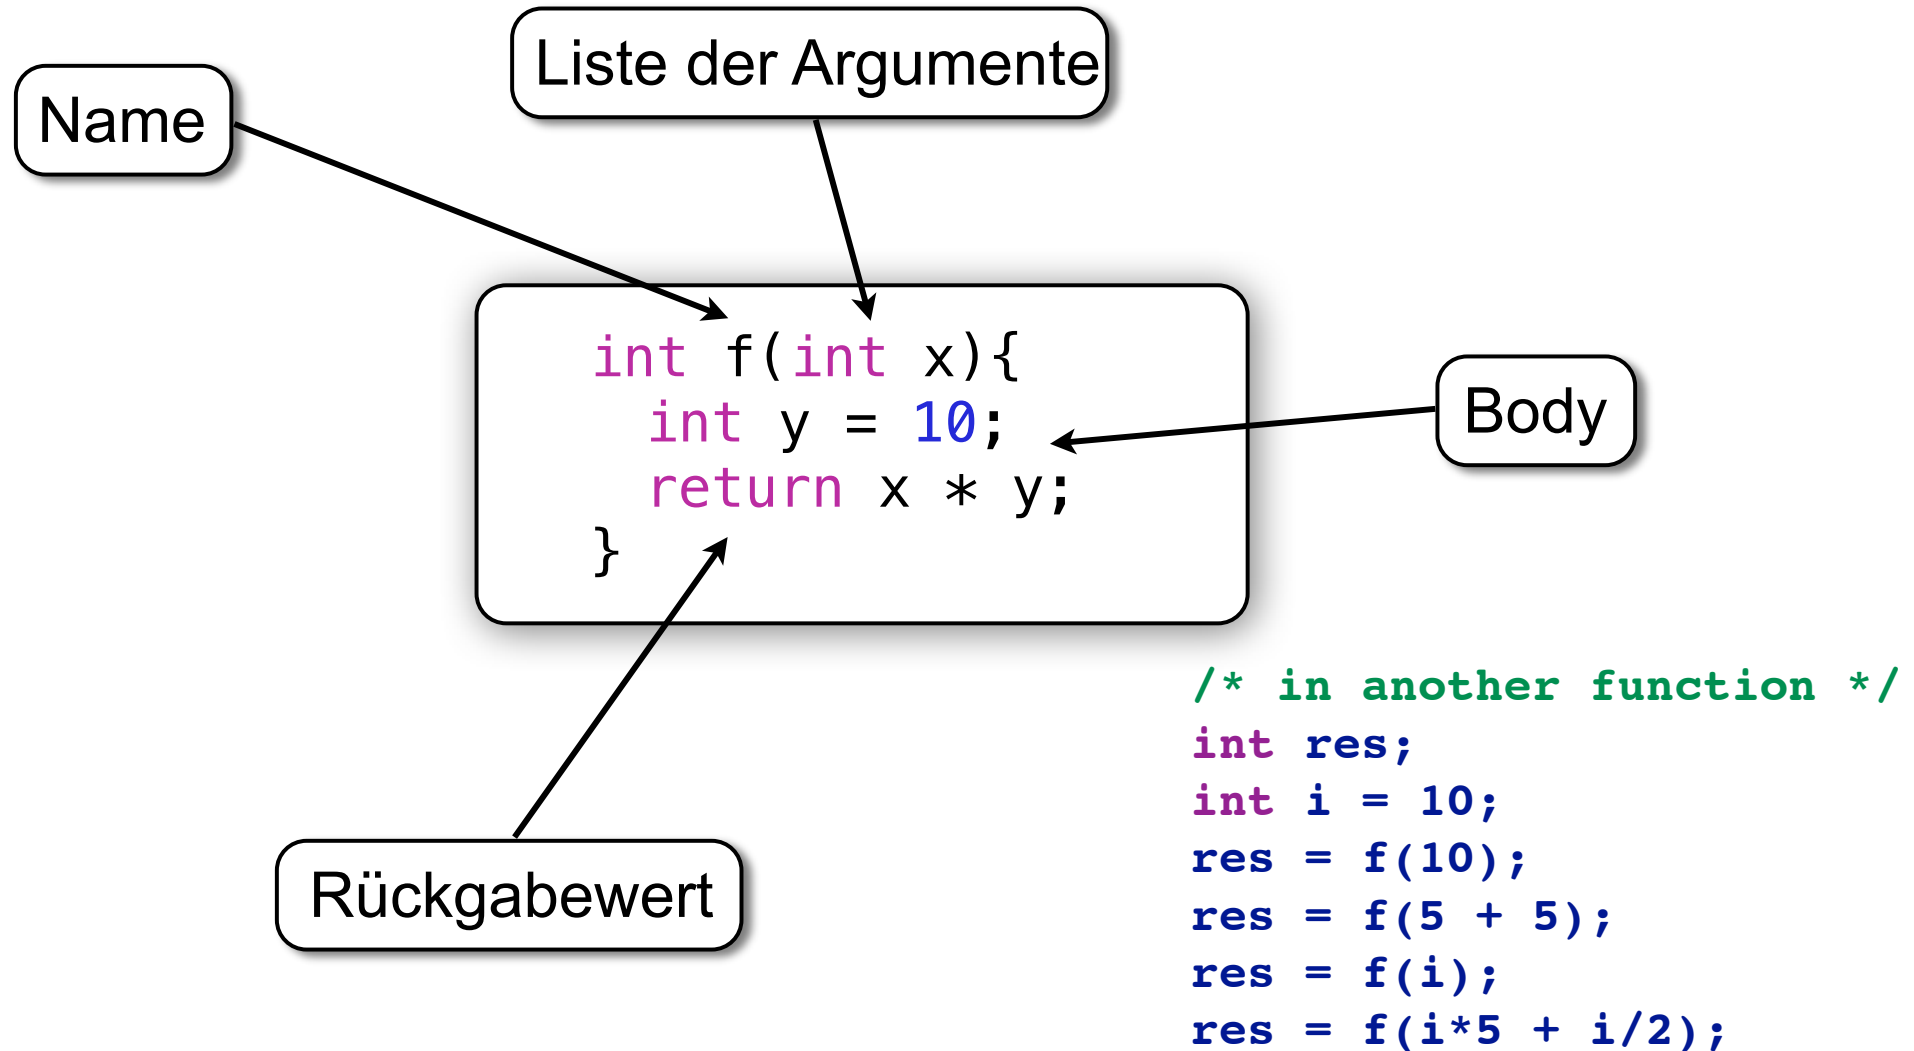 Liste der Argumente
Name
int f(int x){
int y = 10;
return x * y;
}
Body
Rückgabewert
/* in another function */
int res;
int i = 10;
res = f(10);
res = f(5 + 5);
res = f(i);
res = f(i*5 + i/2);